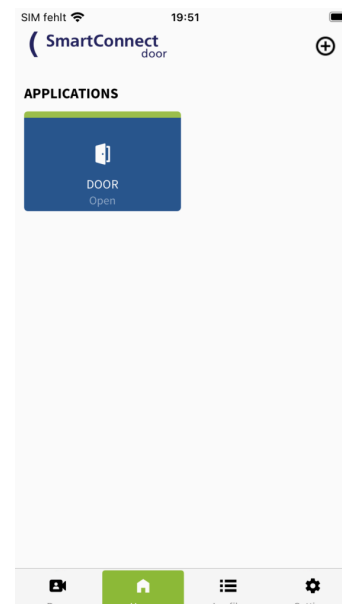 SIM fehlt 19:51
SmartConnect
door
APPLICATIONS
DOOR
Open